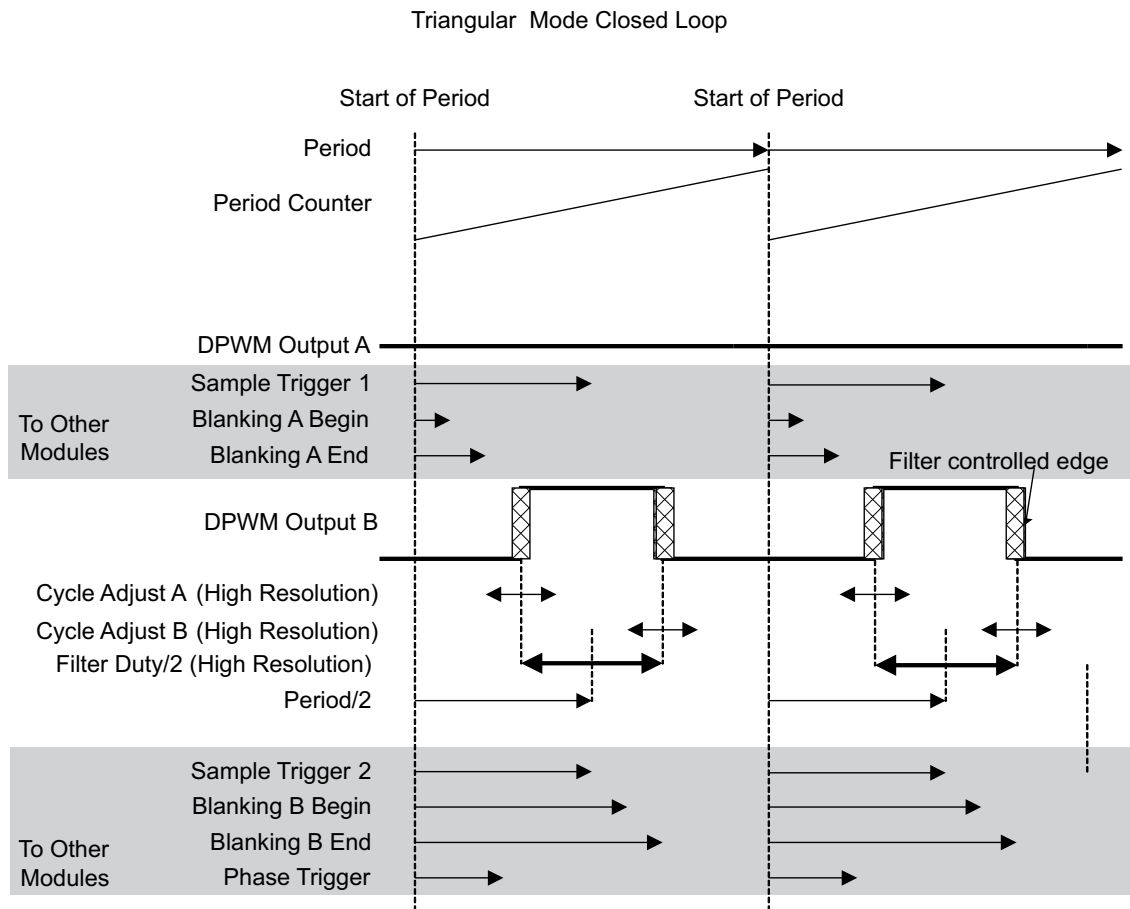 Triangular Mode Closed Loop
Start of Period
Start of Period
Period
Period Counter
DPWM Output A
Sample Trigger 1
To Other
Modules
Blanking A Begin
Blanking A End
Filter controlled edge
DPWM Output B
Cycle Adjust A (High Resolution)
Cycle Adjust B (High Resolution)
Filter Duty/2 (High Resolution)
Period/2
Sample Trigger 2
Blanking B Begin
Blanking B End
To Other
Modules
Phase Trigger